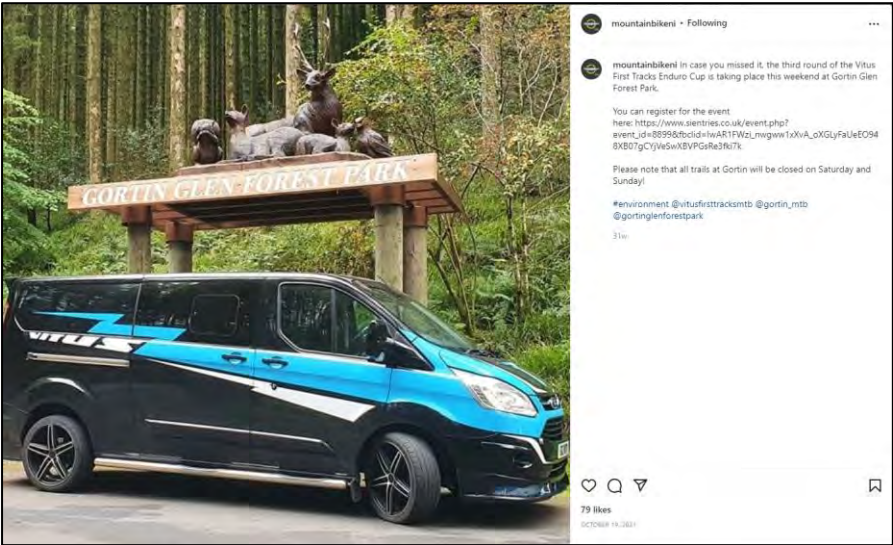 GORTIN GLEN FOREST PARK
VITUS
mountainbikeni • Following
mountainbikeni In case you missed it, the third round of the Vitus
First Tracks Enduro Cup is taking place this weekend at Gortin Glen
Forest Park.
You can register for the event
here: https://www.sientries.co.uk/event.php?
event_id=8899&fbclid=IwAR1FWzi_nwgww1xXvA_oXGLyFaUeEO94
8XB07gCYjVeSwXBVPGsRe3fki7k
Please note that all trails at Gortin will be closed on Saturday and
Sunday!
#environment @vitusfirsttracksmtb @gortin_mtb
@gortinglenforestpark
31w
79 likes
OCTOBER 19, 2021